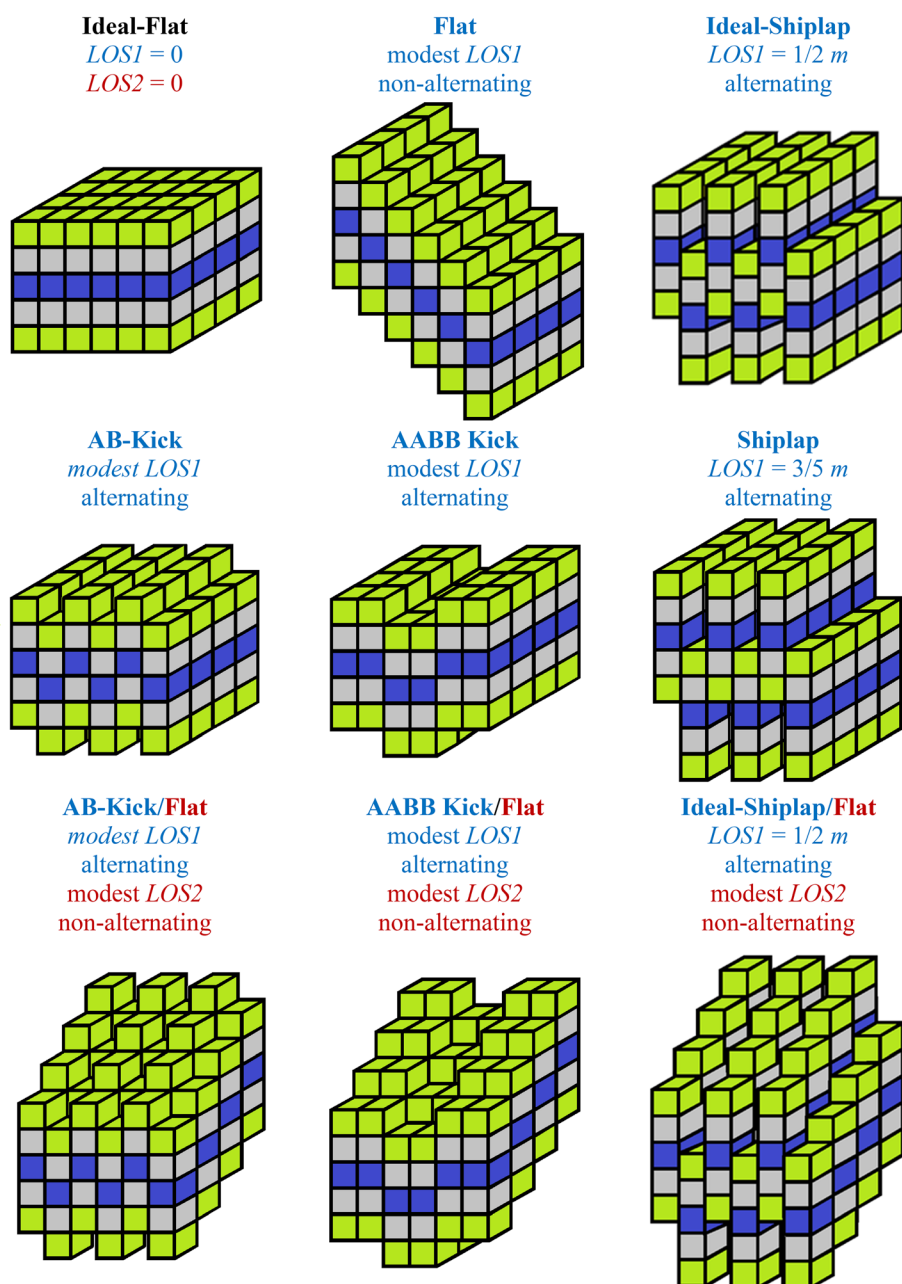 Ideal-Flat
LOS1 = 0
LOS2 = 0
Flat
modest LOS1
non-alternating
Ideal-Shiplap
LOS1 = 1/2 m
alternating
AB-Kick
modest LOS1
alternating
AABB Kick
modest LOS1
alternating
Shiplap
LOS1 = 3/5 m
alternating
AB-Kick/Flat
modest LOS1
alternating
modest LOS2
non-alternating
AABB Kick/Flat
modest LOS1
alternating
modest LOS2
non-alternating
Ideal-Shiplap/Flat
LOS1 = 1/2 m
alternating
modest LOS2
non-alternating